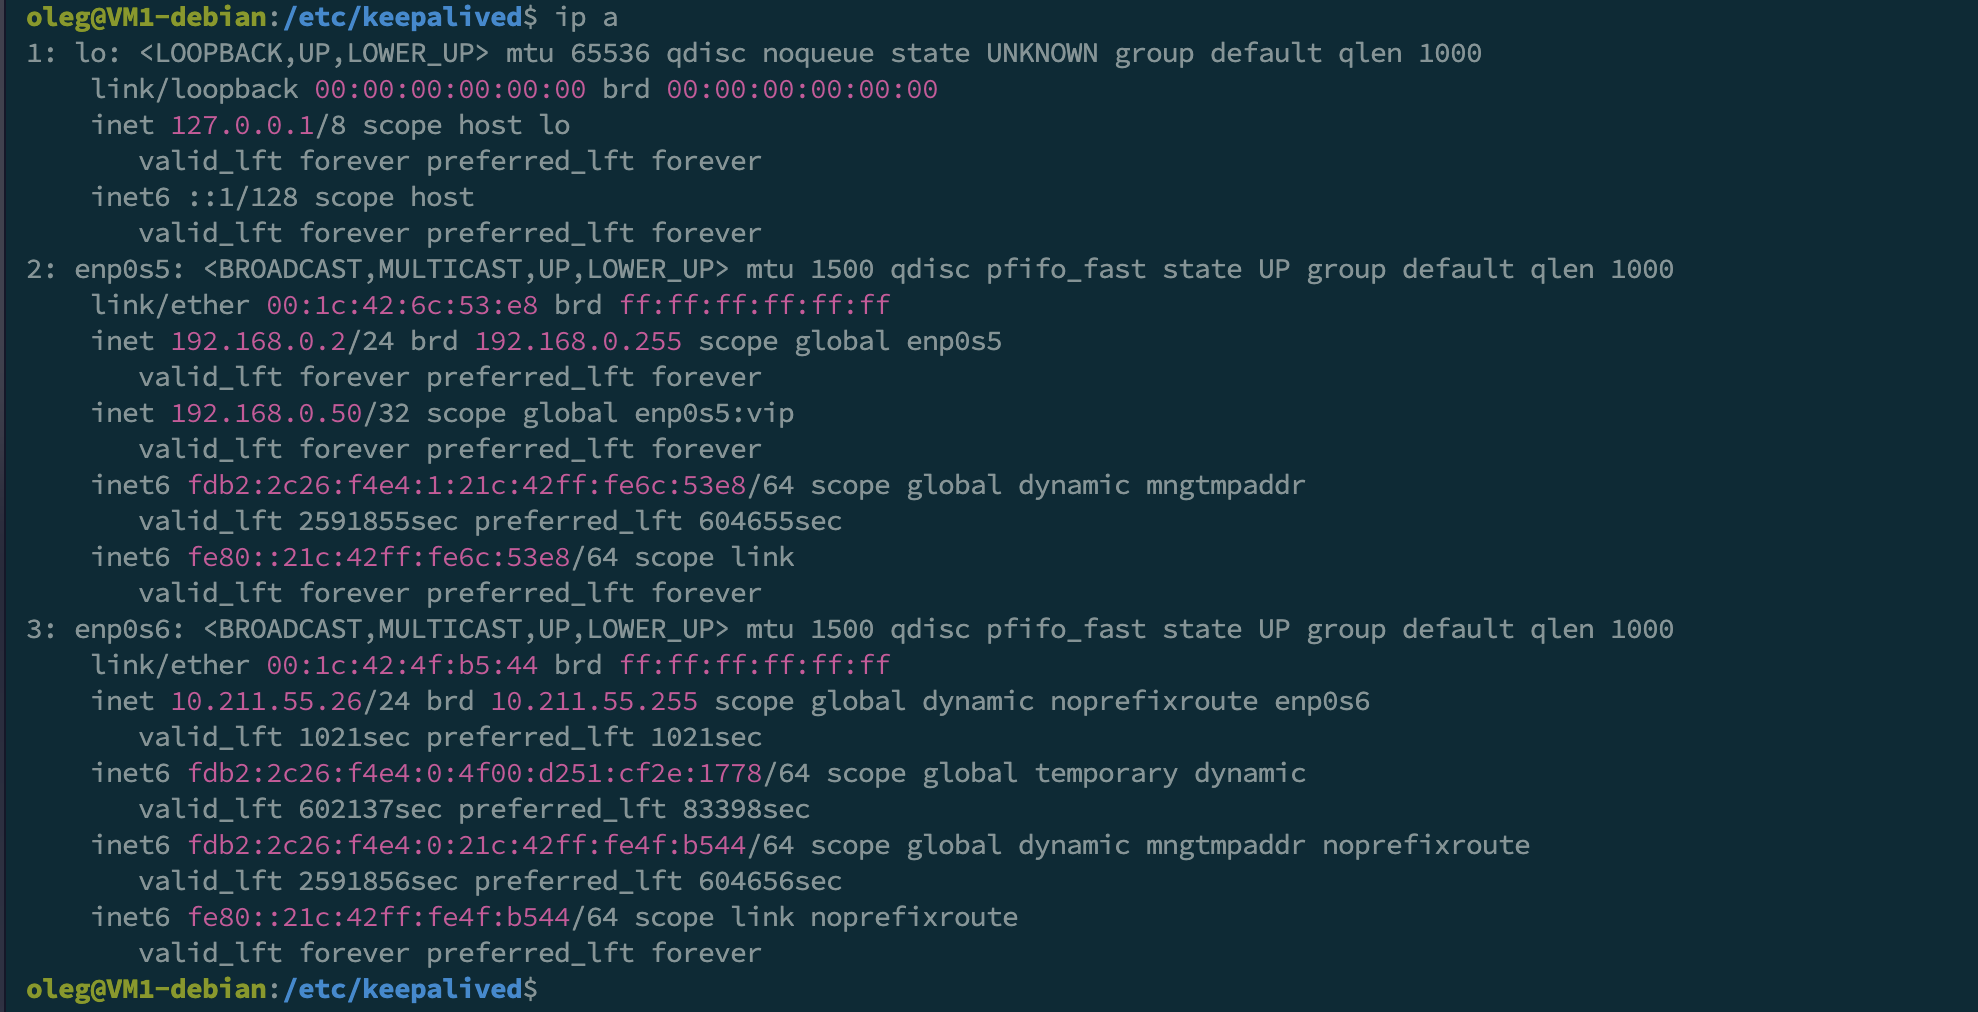 oleg@VM1-debian:/etc/keepalived$ ip a
1: lo: <LOOPBACK,UP,LOWER_UP> mtu 65536 qdisc noqueue state UNKNOWN group default qlen 1000
    link/loopback 00:00:00:00:00:00 brd 00:00:00:00:00:00
    inet 127.0.0.1/8 scope host lo
       valid_lft forever preferred_lft forever
    inet6 ::1/128 scope host
       valid_lft forever preferred_lft forever
2: enp0s5: <BROADCAST,MULTICAST,UP,LOWER_UP> mtu 1500 qdisc pfifo_fast state UP group default qlen 1000
    link/ether 00:1c:42:6c:53:e8 brd ff:ff:ff:ff:ff:ff
    inet 192.168.0.2/24 brd 192.168.0.255 scope global enp0s5
       valid_lft forever preferred_lft forever
    inet 192.168.0.50/32 scope global enp0s5:vip
       valid_lft forever preferred_lft forever
    inet6 fdb2:2c26:f4e4:1:21c:42ff:fe6c:53e8/64 scope global dynamic mngtmpaddr
       valid_lft 2591855sec preferred_lft 604655sec
    inet6 fe80::21c:42ff:fe6c:53e8/64 scope link
       valid_lft forever preferred_lft forever
3: enp0s6: <BROADCAST,MULTICAST,UP,LOWER_UP> mtu 1500 qdisc pfifo_fast state UP group default qlen 1000
    link/ether 00:1c:42:4f:b5:44 brd ff:ff:ff:ff:ff:ff
    inet 10.211.55.26/24 brd 10.211.55.255 scope global dynamic noprefixroute enp0s6
       valid_lft 1021sec preferred_lft 1021sec
    inet6 fdb2:2c26:f4e4:0:4f00:d251:cf2e:1778/64 scope global temporary dynamic
       valid_lft 602137sec preferred_lft 83398sec
    inet6 fdb2:2c26:f4e4:0:21c:42ff:fe4f:b544/64 scope global dynamic mngtmpaddr noprefixroute
       valid_lft 2591856sec preferred_lft 604656sec
    inet6 fe80::21c:42ff:fe4f:b544/64 scope link noprefixroute
       valid_lft forever preferred_lft forever
oleg@VM1-debian:/etc/keepalived$